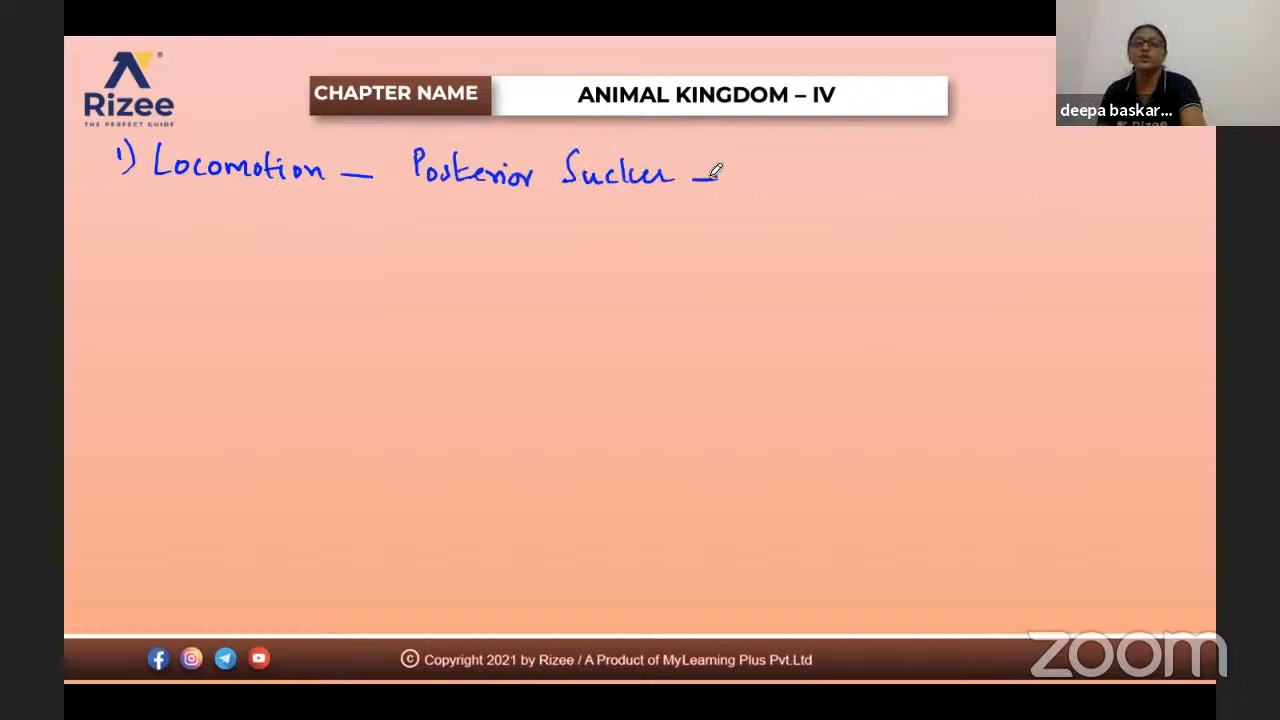 Rizee
THE PERFECT GUIDE
CHAPTER NAME
ANIMAL KINGDOM – IV
deepa baskar...
Rizee
1) Locomotion — Posterior Sucker —
© Copyright 2021 by Rizee / A Product of MyLearning Plus Pvt.Ltd
zoom